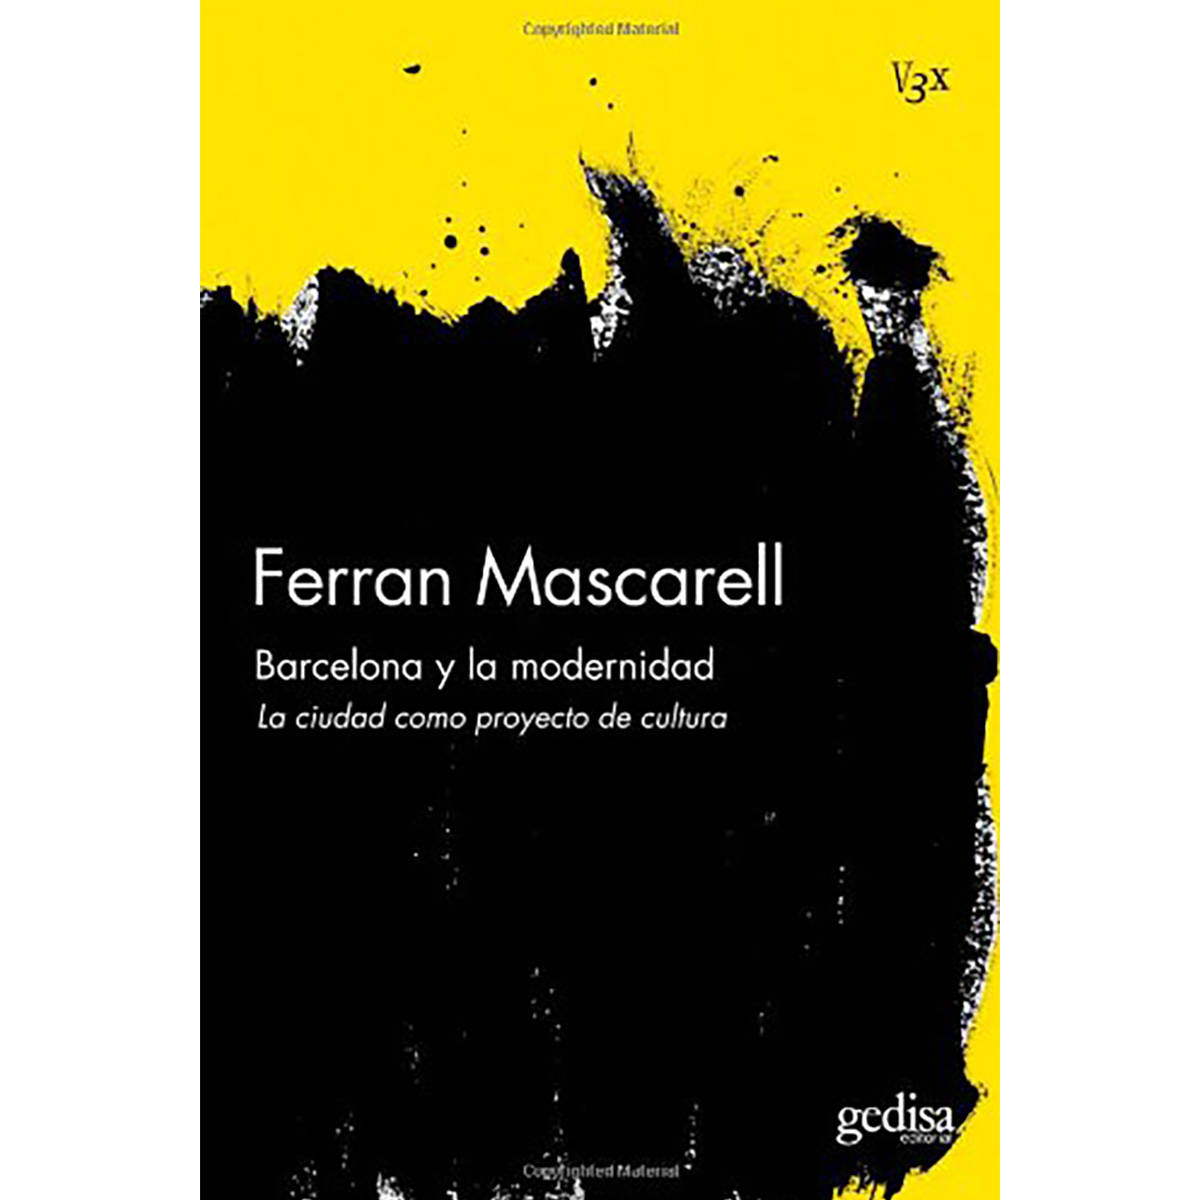 Copyrighted Material
V3x
Ferran Mascarell
Barcelona y la modernidad
La ciudad como proyecto de cultura
gedisa
editorial
Copyrighted Material